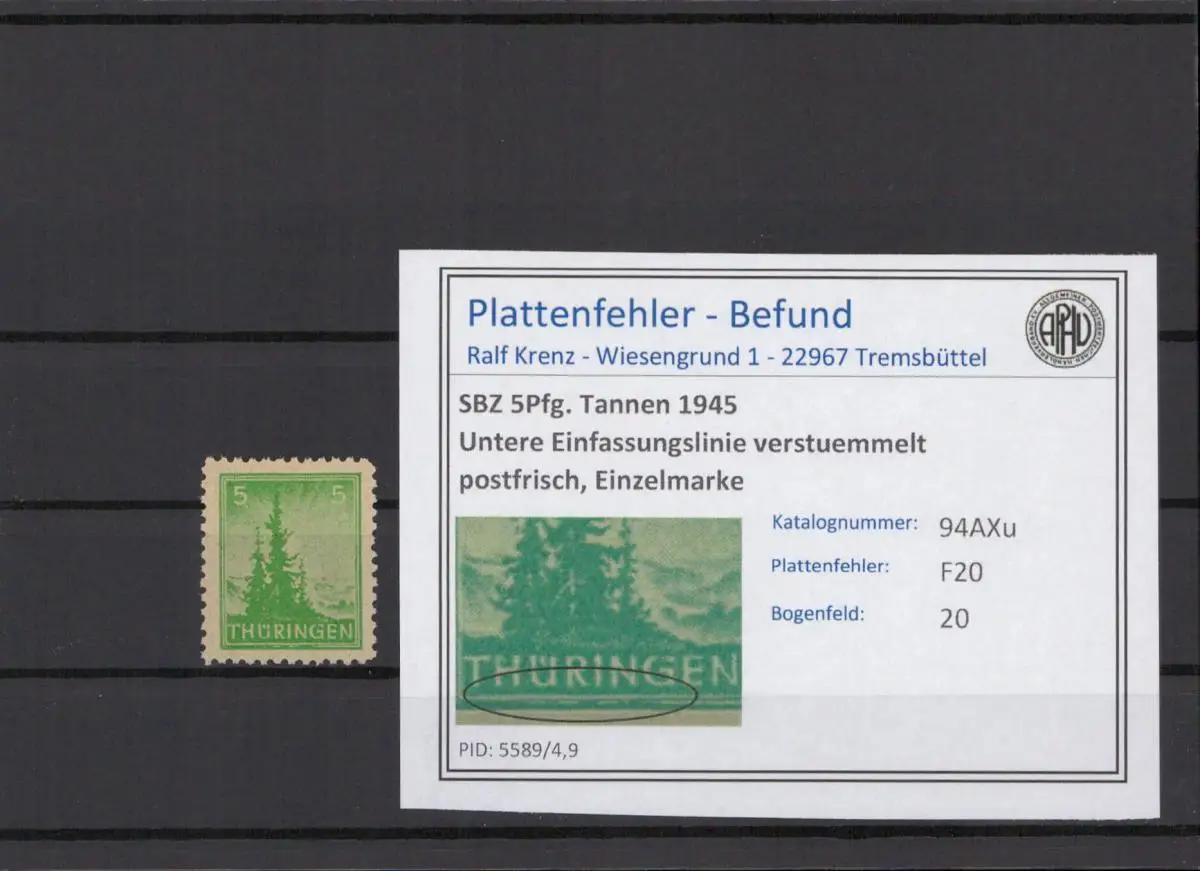 5 5
THÜRINGEN
Plattenfehler - Befund
Ralf Krenz - Wiesengrund 1 - 22967 Tremsbüttel
SBZ 5Pfg. Tannen 1945
Untere Einfassungslinie verstuemmelt
postfrisch, Einzelmarke
THÜRINGEN
Katalognummer: 94AXu
Plattenfehler: F20
Bogenfeld: 20
PID: 5589/4,9
APHV